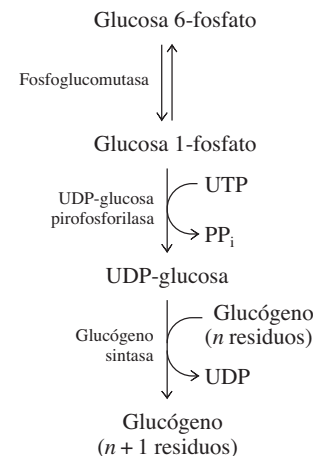 Glucosa 6-fosfato
Fosfoglucomutasa
Glucosa 1-fosfato
UDP-glucosa
pirofosforilasa
UTP
PPi
UDP-glucosa
Glucógeno
sintasa
Glucógeno
(n residuos)
UDP
Glucógeno
(n + 1 residuos)